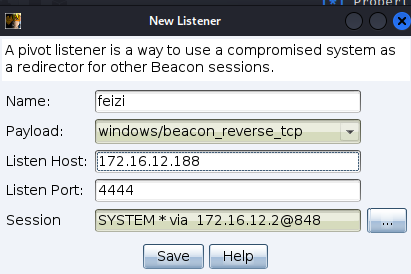 New Listener
A pivot listener is a way to use a compromised system as
a redirector for other Beacon sessions.
Name: feizi
Payload: windows/beacon_reverse_tcp
Listen Host: 172.16.12.188
Listen Port: 4444
Session SYSTEM * via 172.16.12.2@848 ...
Save Help